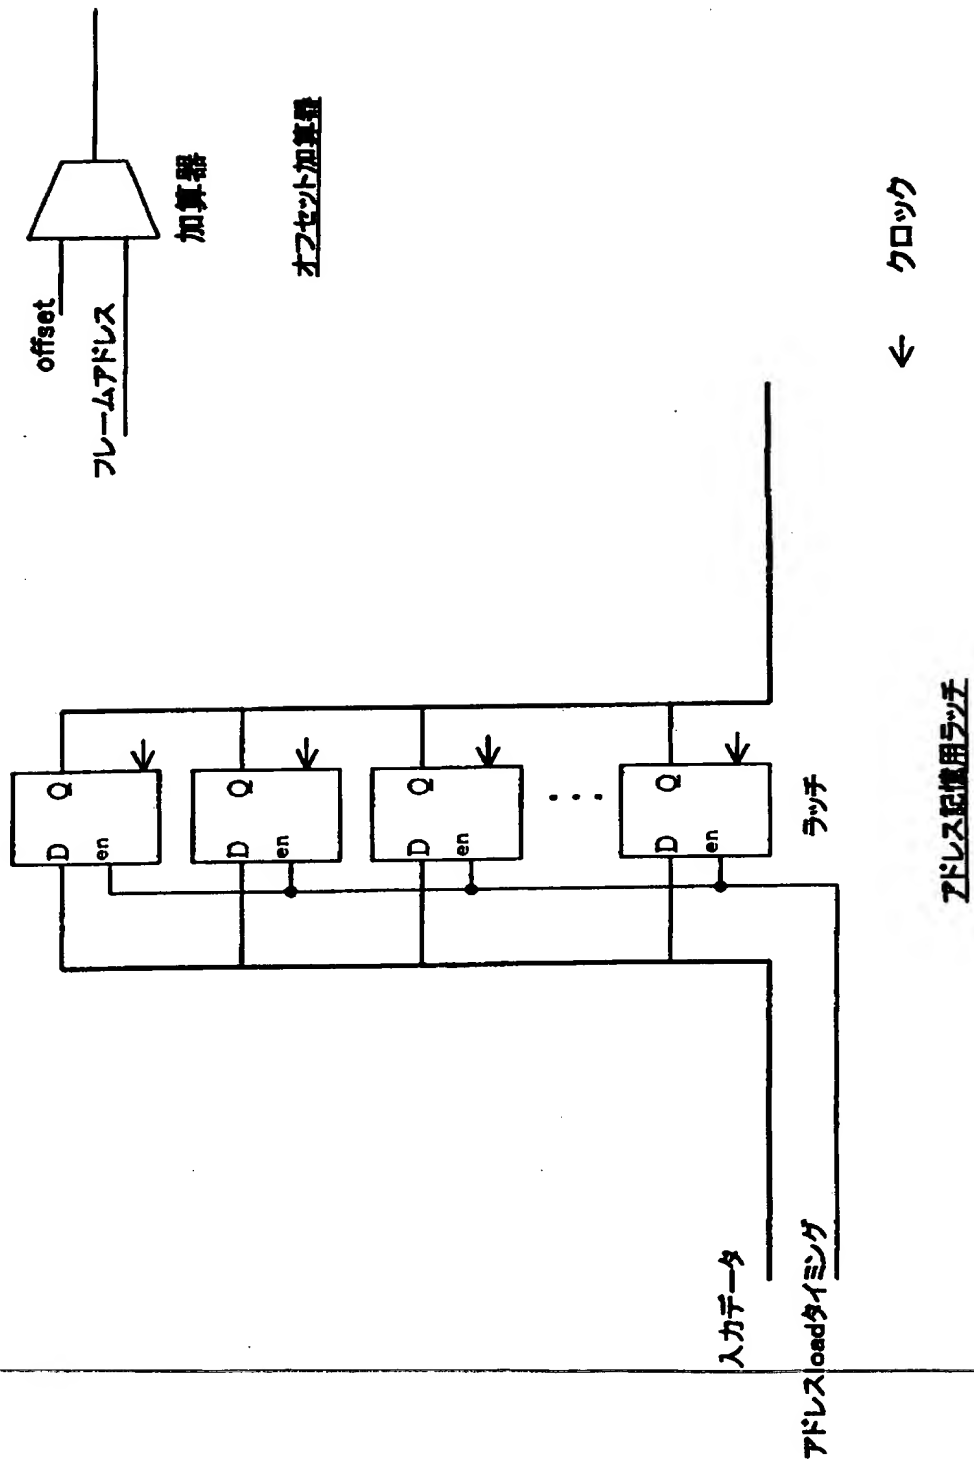 offset
フレームアドレス
加算器
オフセット加算器
D
Q
en
D
Q
en
D
Q
en
D
Q
en
ラッチ
入力データ
アドレスloadタイミング
クロック
アドレス記憶用ラッチ